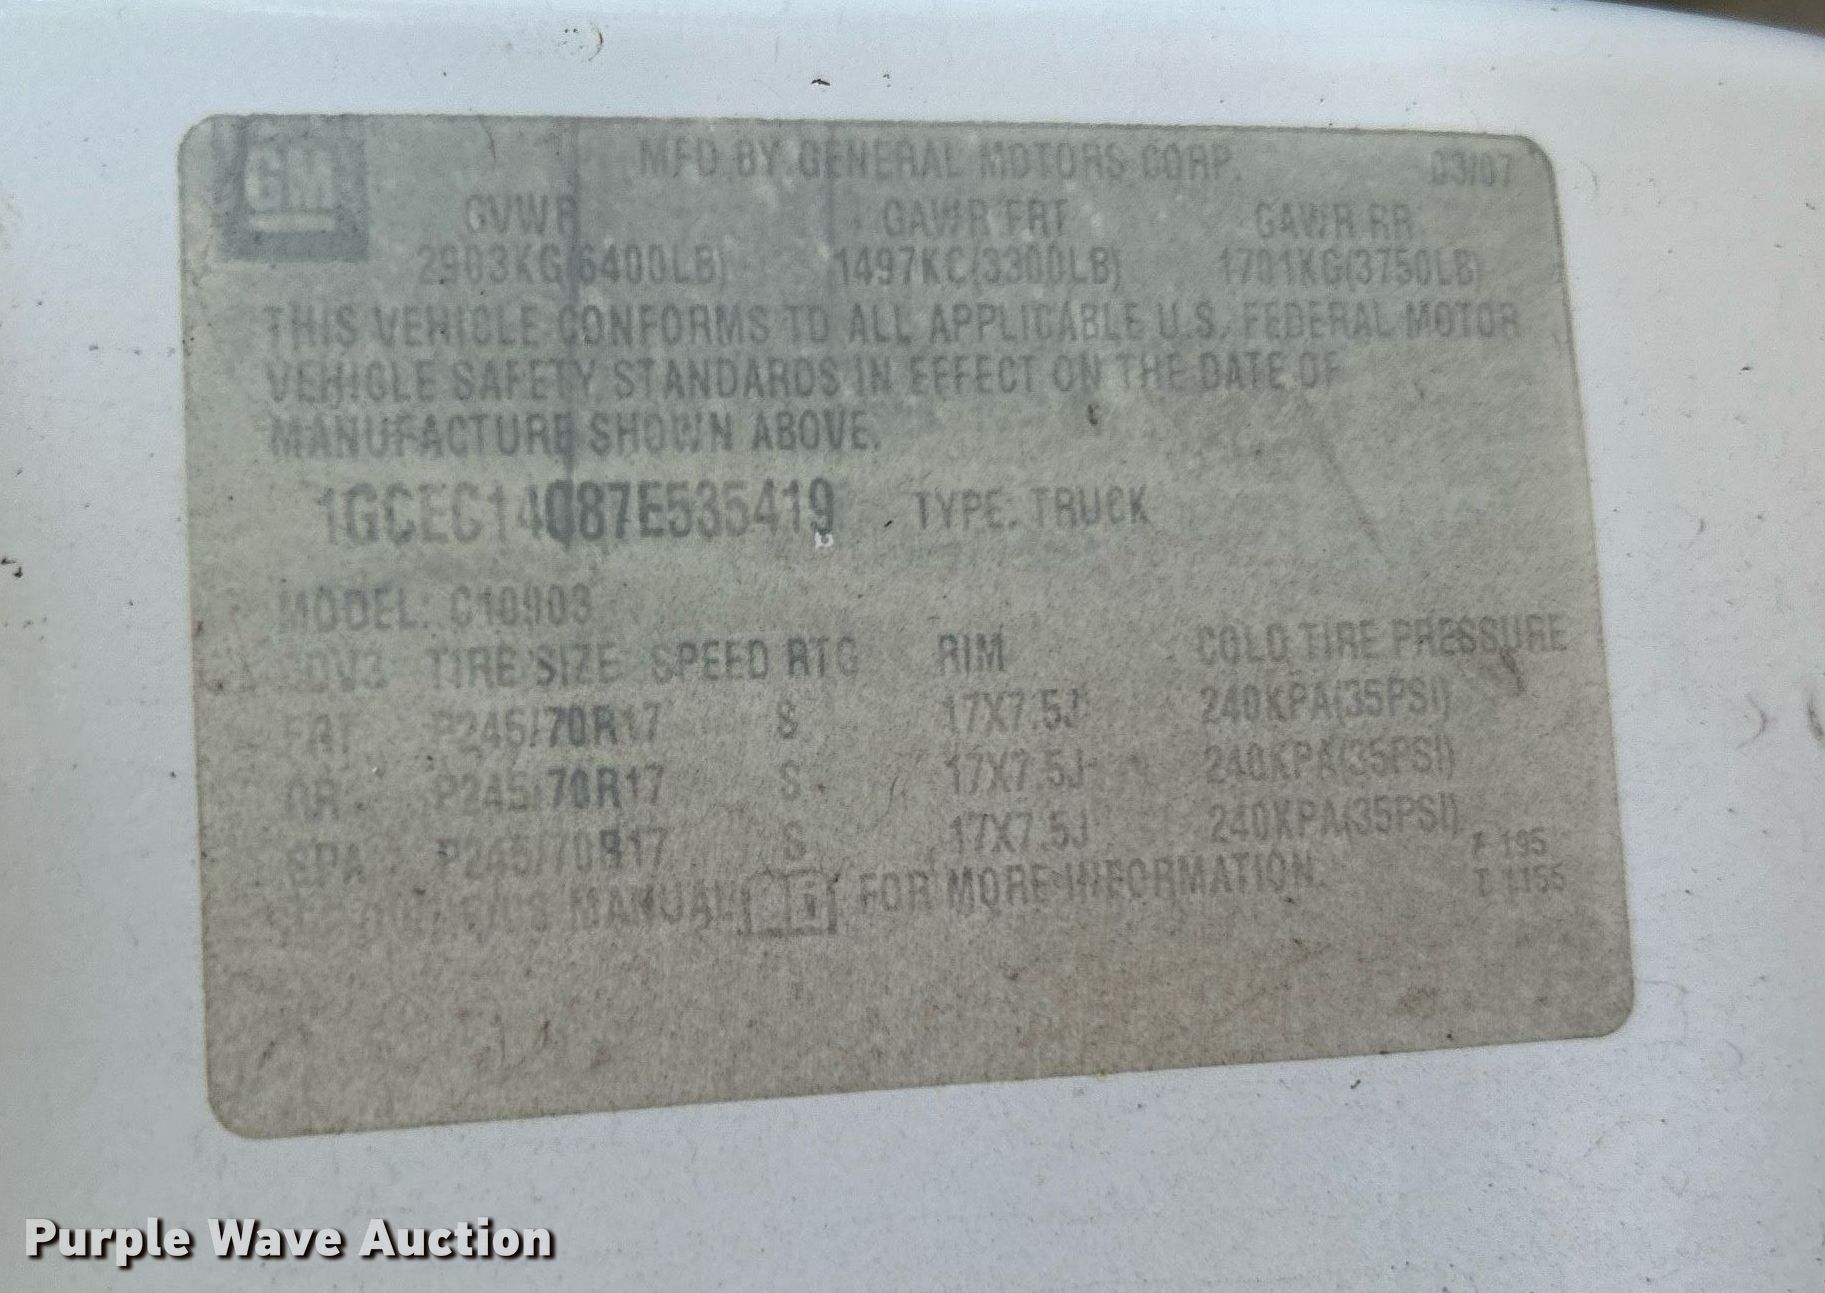 GM
MFD BY GENERAL MOTORS CORP. 03/07
GVWR GAWR FRT GAWR RR
2903KG(6400LB) 1497KG(3300LB) 1701KG(3750LB)
THIS VEHICLE CONFORMS TO ALL APPLICABLE U.S. FEDERAL MOTOR
VEHICLE SAFETY STANDARDS IN EFFECT ON THE DATE OF
MANUFACTURE SHOWN ABOVE.
1GCEC14C87E535419 TYPE: TRUCK
MODEL: C10903
TIRE SIZE SPEED RTG RIM COLD TIRE PRESSURE
FRT P245/70R17 S 17X7.5J 240KPA(35PSI)
RR P245/70R17 S 17X7.5J 240KPA(35PSI)
SPA P245/70R17 S 17X7.5J 240KPA(35PSI)
MANUAL FOR MORE INFORMATION.
Purple Wave Auction